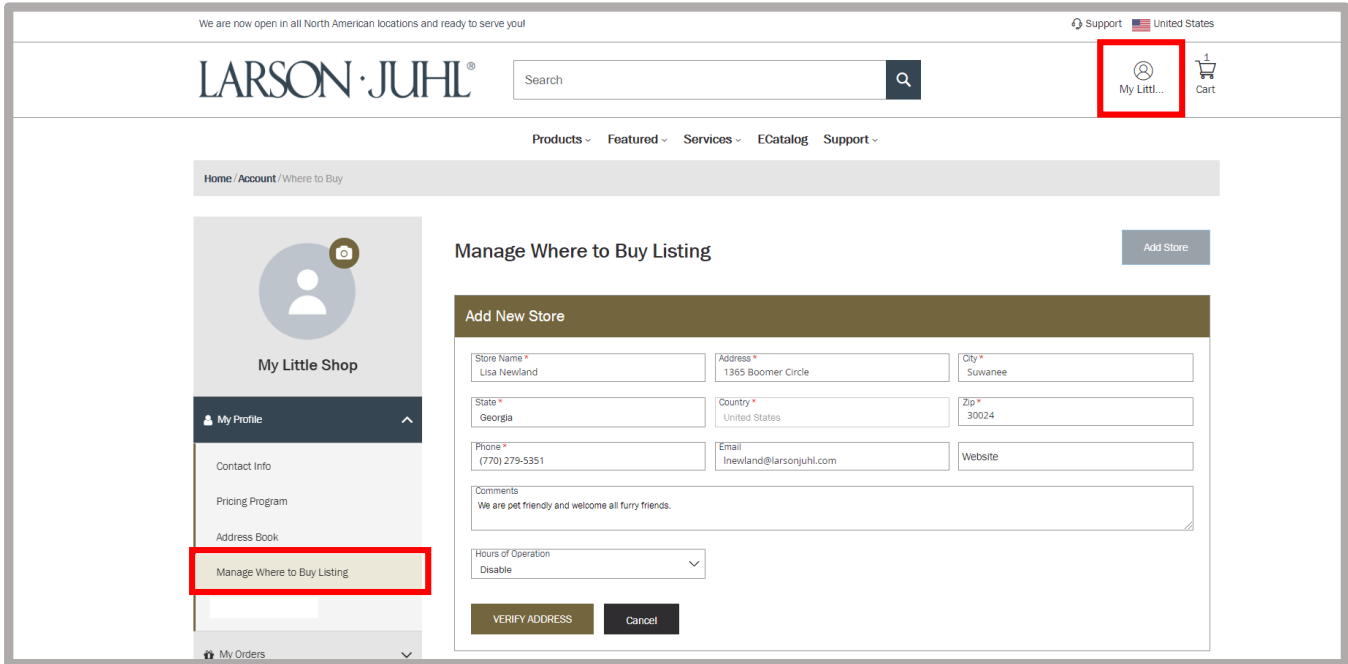 We are now open in all North American locations and ready to serve you!
Support United States
LARSON·JUHL®
Search
My Littl...
1
Cart
Products Featured Services ECatalog Support
Home / Account / Where to Buy
My Little Shop
My Profile
Contact Info
Pricing Program
Address Book
Manage Where to Buy Listing
My Orders
Manage Where to Buy Listing
Add Store
Add New Store
Store Name *
Lisa Newland
Address *
1365 Boomer Circle
City *
Suwanee
State *
Georgia
Country *
United States
Zip *
30024
Phone *
(770) 279-5351
Email
lnewland@larsonjuhl.com
Website
Comments
We are pet friendly and welcome all furry friends.
Hours of Operation
Disable
VERIFY ADDRESS
Cancel